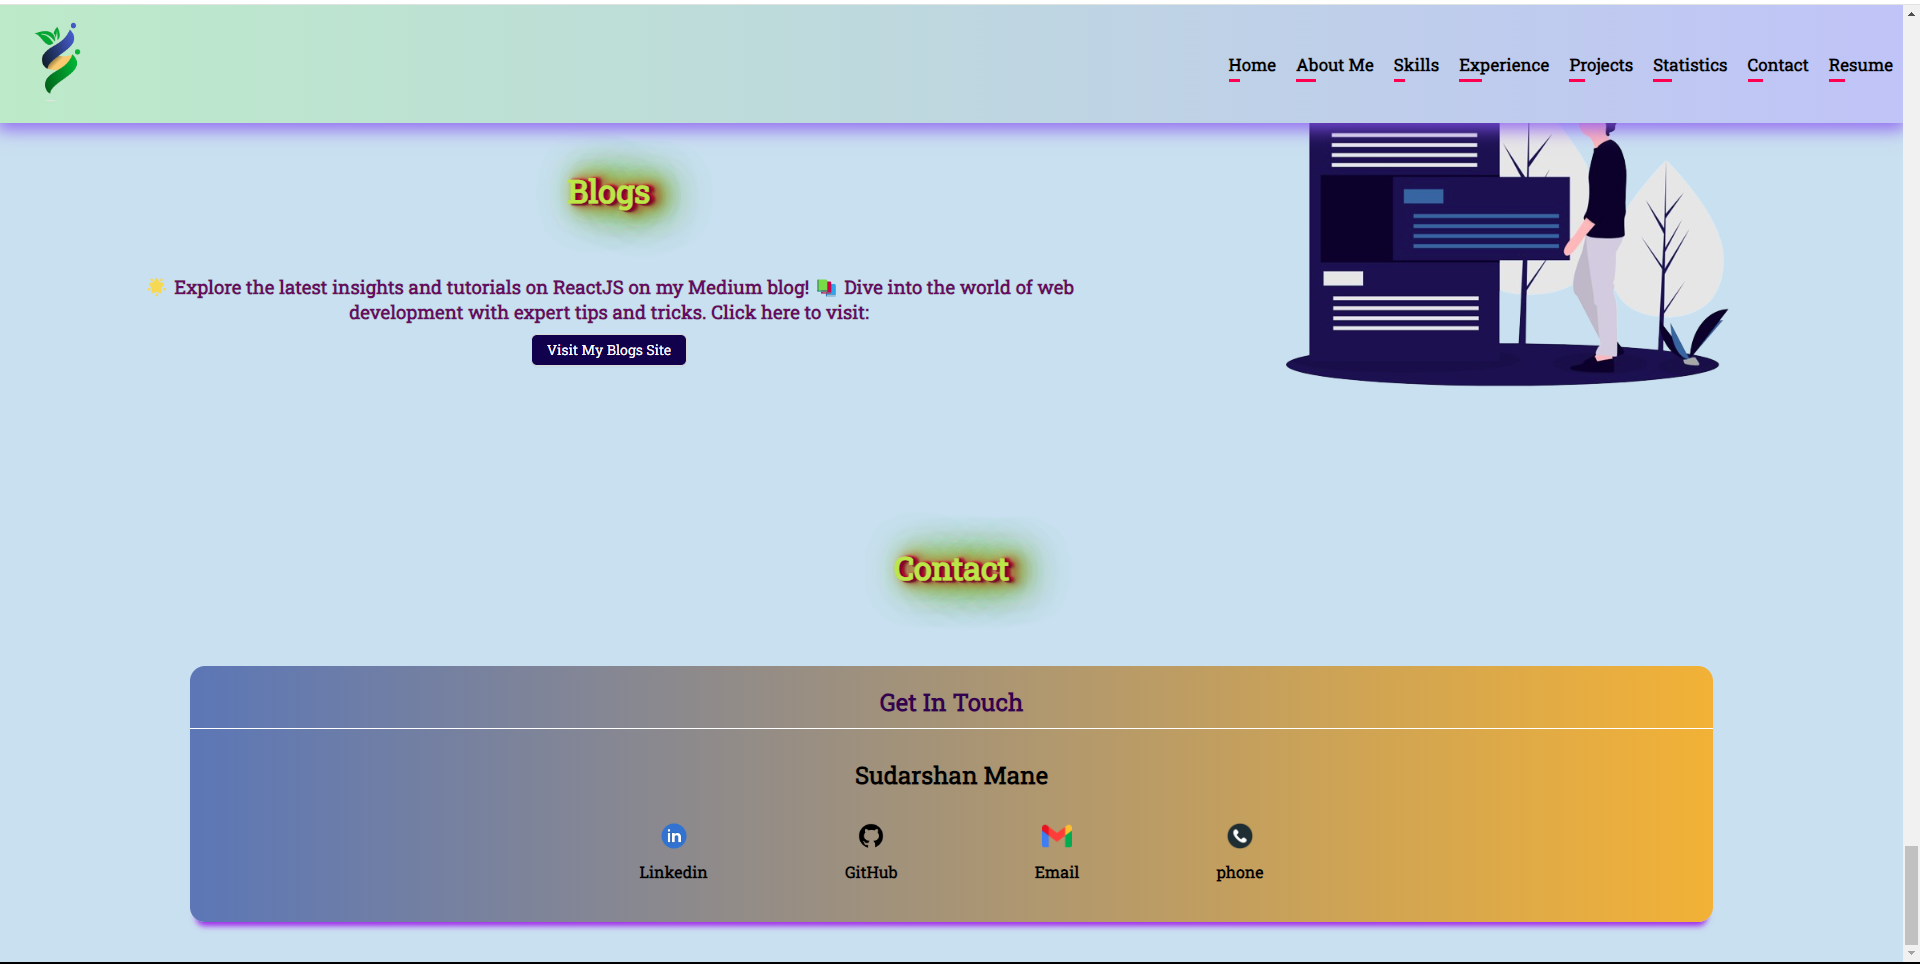 Home About Me Skills Experience Projects Statistics Contact Resume
Blogs
🌟 Explore the latest insights and tutorials on ReactJS on my Medium blog! 📚 Dive into the world of web
development with expert tips and tricks. Click here to visit:
Visit My Blogs Site
Contact
Get In Touch
Sudarshan Mane
in
Linkedin GitHub Email phone